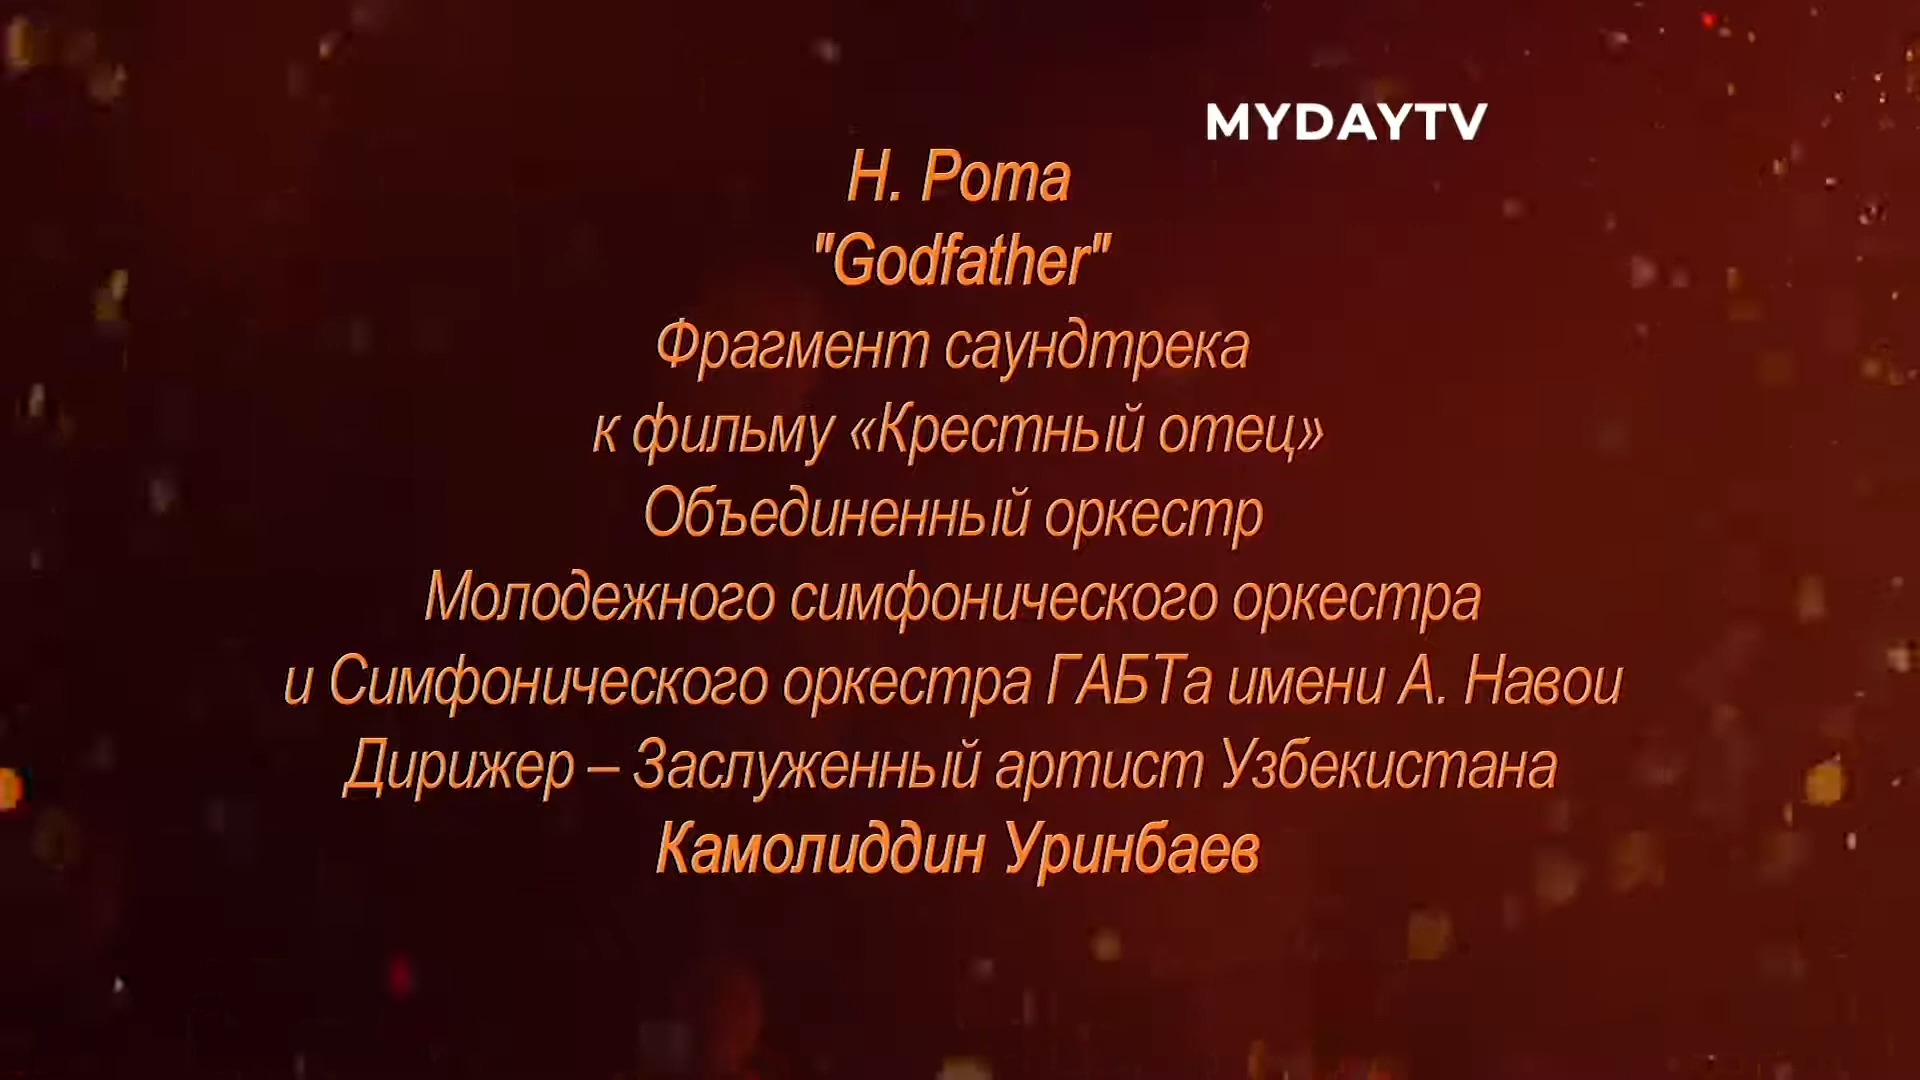 MYDAYTV
Н. Рота
"Godfather"
Фрагмент саундтрека
к фильму «Крестный отец»
Объединенный оркестр
Молодежного симфонического оркестра
и Симфонического оркестра ГАБТа имени А. Навои
Дирижер – Заслуженный артист Узбекистана
Камолиддин Уринбаев